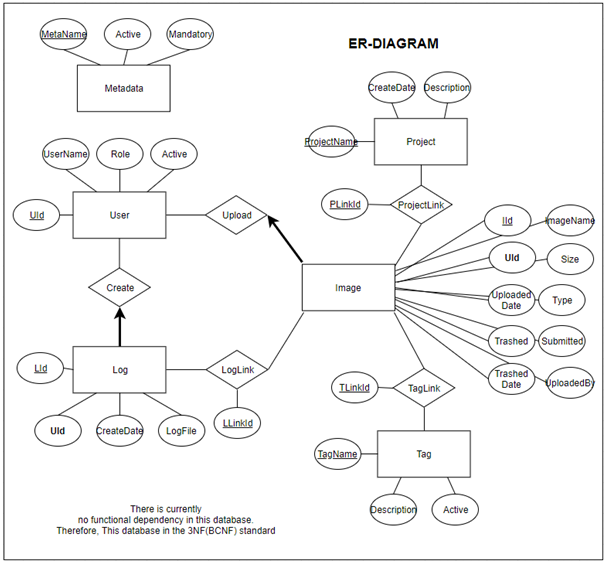 ER-DIAGRAM
MetaName
Active
Mandatory
Metadata
CreateDate
Description
ProjectName
Project
UserName
Role
Active
UId
User
Upload
PLinkId
ProjectLink
IId
ImageName
UId
Size
Uploaded
Date
Type
Trashed
Submitted
Trashed
Date
UploadedBy
Image
Create
LId
Log
LogLink
LLinkId
UId
CreateDate
LogFile
TLinkId
TagLink
TagName
Tag
Description
Active
There is currently
no functional dependency in this database.
Therefore, This database in the 3NF(BCNF) standard